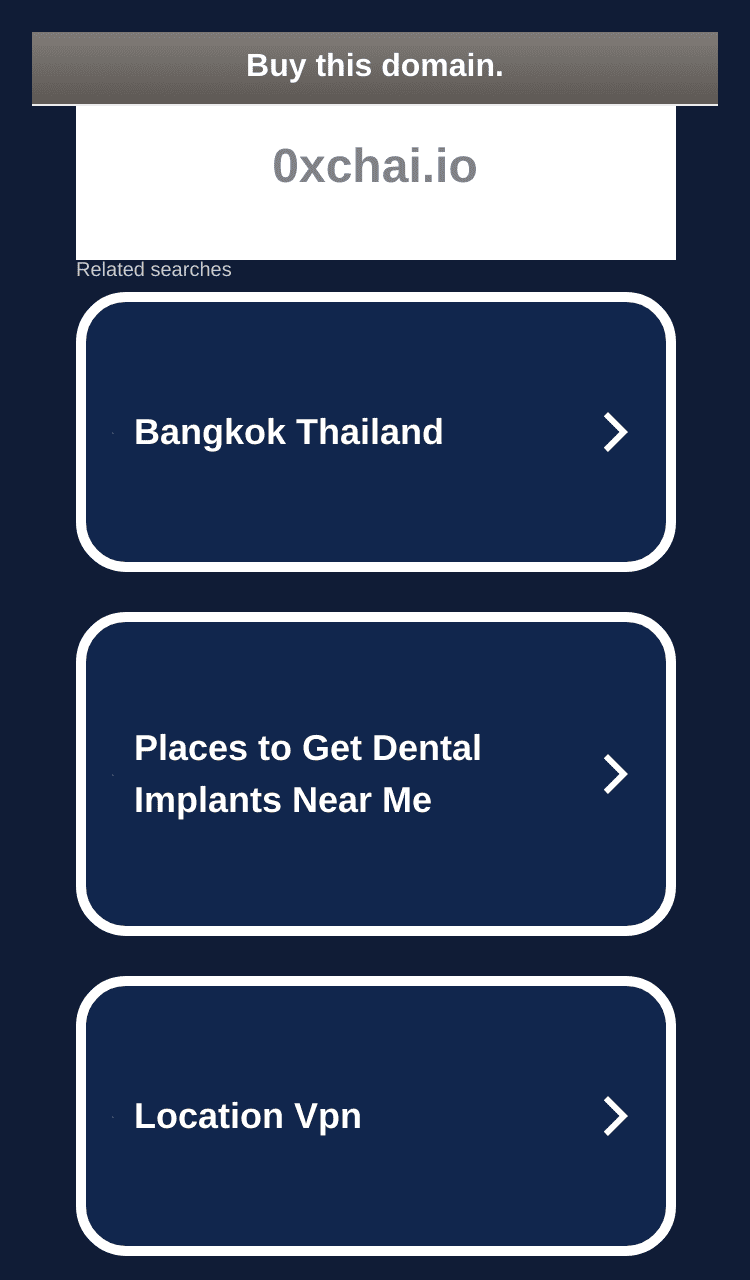 Buy this domain.
0xchai.io
Related searches
Bangkok Thailand
Places to Get Dental
Implants Near Me
Location Vpn